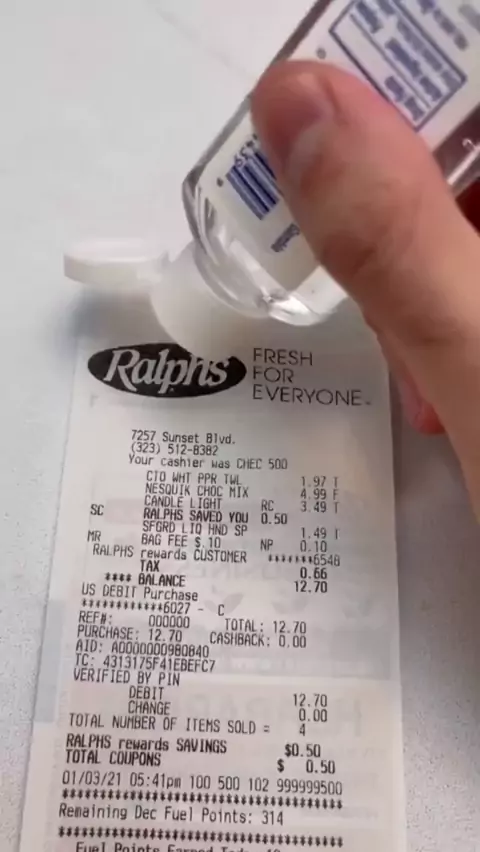 Ralphs
FRESH
FOR
EVERYONE™
7257 Sunset Blvd.
(323) 512-8382
Your cashier was CHEC 500
CTO WHT PPR TWL 1.97 T
NESQUIK CHOC MIX 4.99 F
CANDLE LIGHT RC 3.49 T
SC RALPHS SAVED YOU 0.50
SFGRD LIQ HND SP 1.49 T
MR BAG FEE $.10 NP 0.10
RALPHS rewards CUSTOMER *******6548
TAX 0.66
**** BALANCE 12.70
US DEBIT Purchase
************6027 - C
REF#: 000000 TOTAL: 12.70
PURCHASE: 12.70 CASHBACK: 0.00
AID: A0000000980840
TC: 4313175F41EBEFC7
VERIFIED BY PIN
DEBIT 12.70
CHANGE 0.00
TOTAL NUMBER OF ITEMS SOLD = 4
RALPHS rewards SAVINGS $0.50
TOTAL COUPONS $ 0.50
01/03/21 05:41pm 100 500 102 999999500
************************************
Remaining Dec Fuel Points: 314
************************************